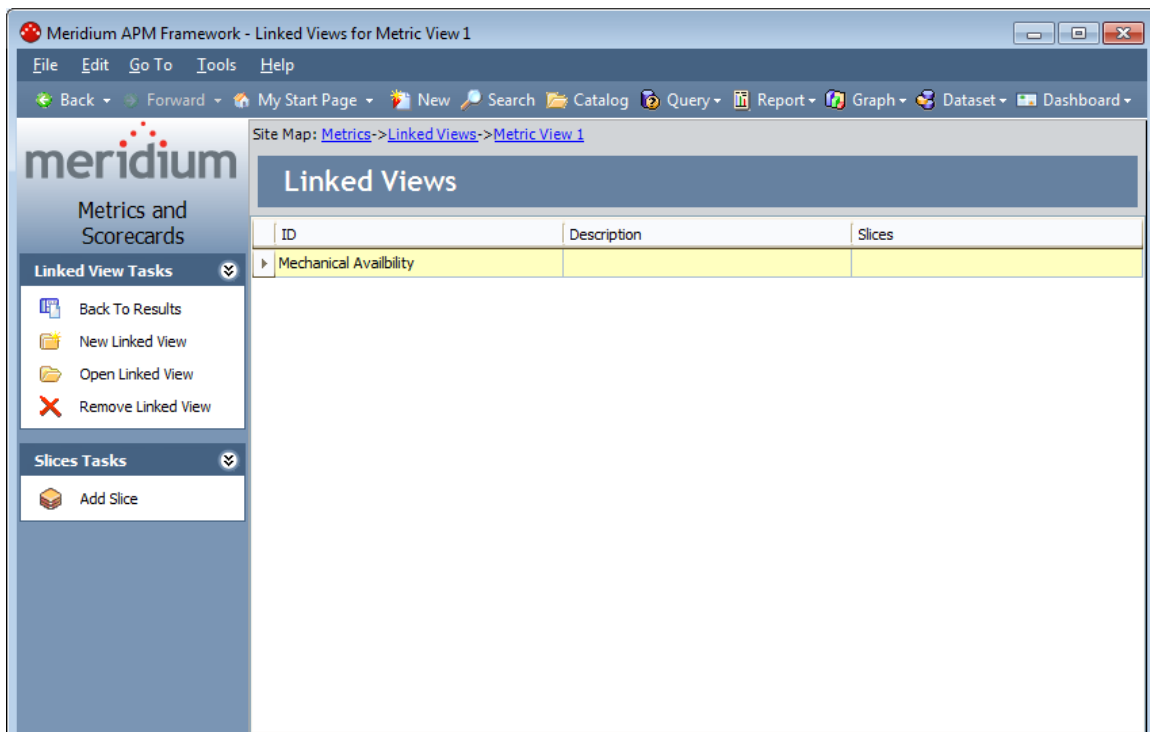 Meridium APM Framework - Linked Views for Metric View 1
File Edit Go To Tools Help
Back Forward My Start Page New Search Catalog Query Report Graph Dataset Dashboard
meridium
Metrics and
Scorecards
Linked View Tasks
Back To Results
New Linked View
Open Linked View
Remove Linked View
Slices Tasks
Add Slice
Site Map: Metrics->Linked Views->Metric View 1
Linked Views
ID Description Slices
Mechanical Availbility